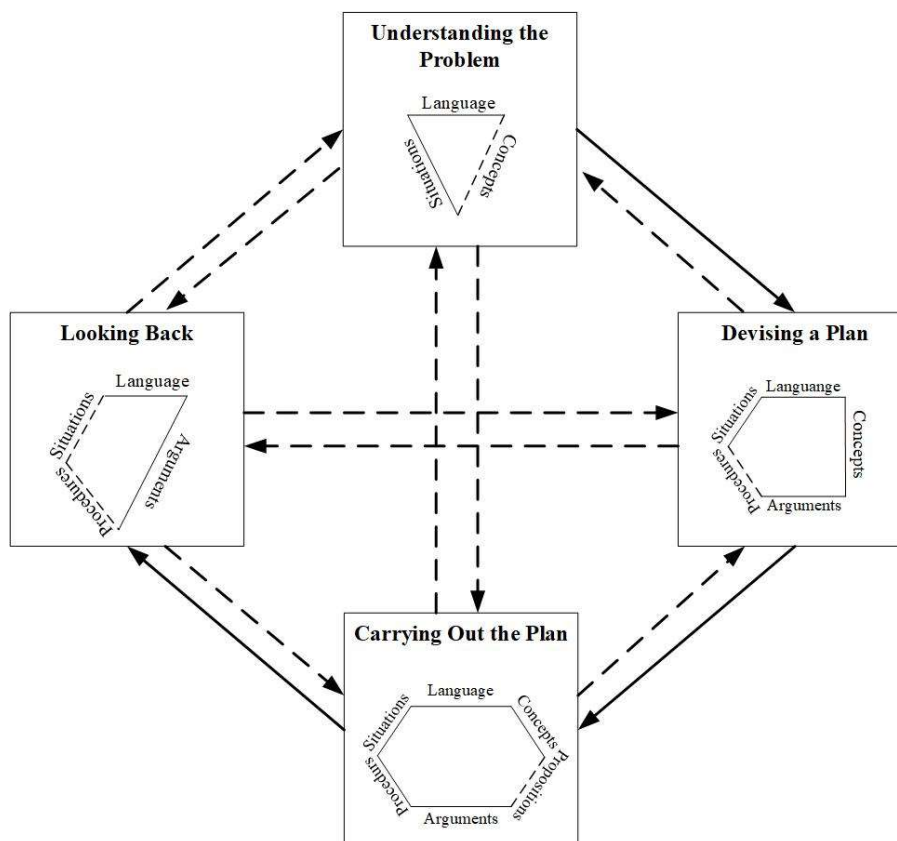 Understanding the
Problem
Language
Situations
Concepts
Looking Back
Language
Situations
Arguments
Procedures
Devising a Plan
Languange
Situations
Concepts
Procedures
Arguments
Carrying Out the Plan
Language
Situations
Concepts
Procedurs
Propositions
Arguments